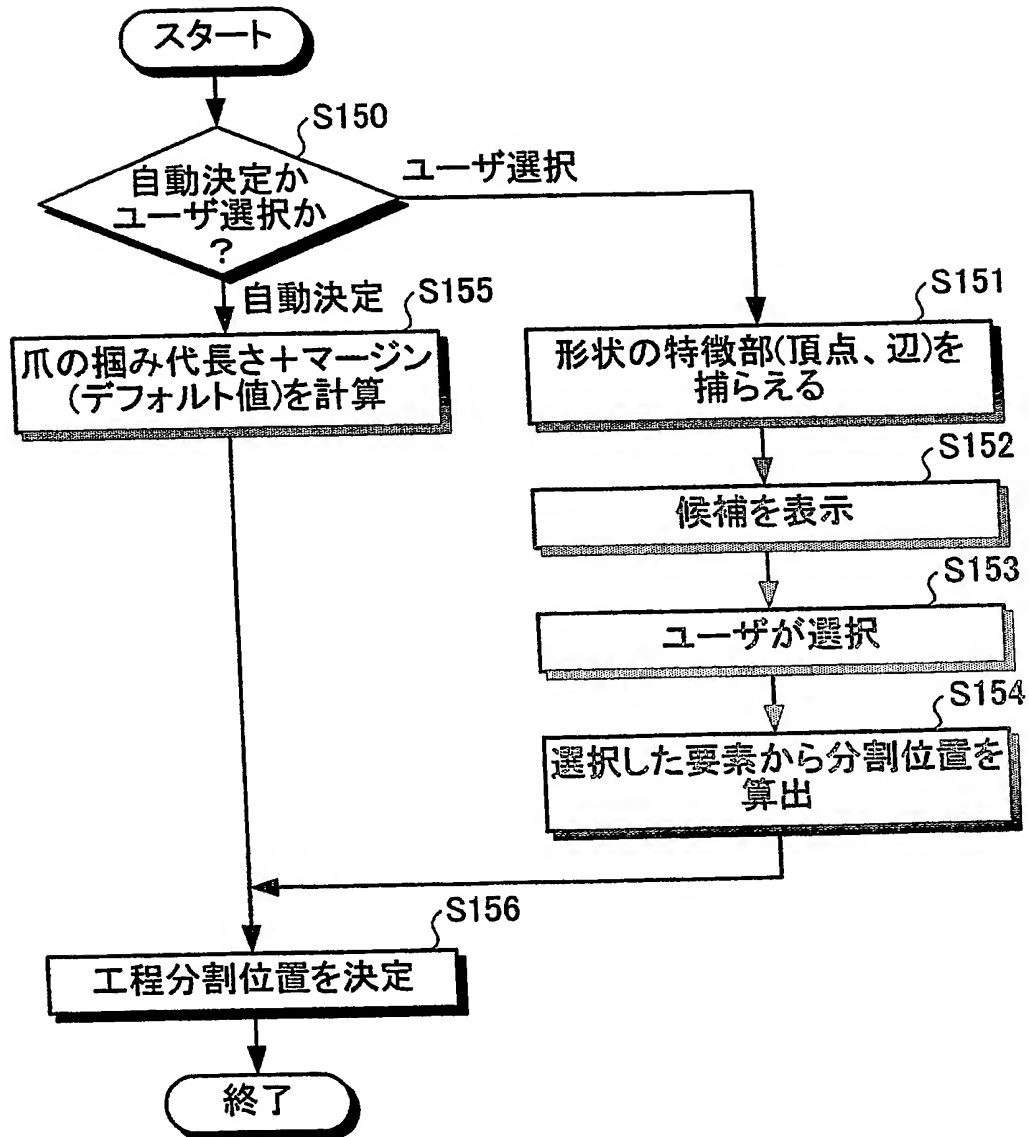 スタート
S150
自動決定か
ユーザ選択か
?
ユーザ選択
自動決定
S155
爪の掴み代長さ+マージン
(デフォルト値)を計算
S151
形状の特徴部(頂点、辺)を
捕らえる
S152
候補を表示
S153
ユーザが選択
S154
選択した要素から分割位置を
算出
S156
工程分割位置を決定
終了